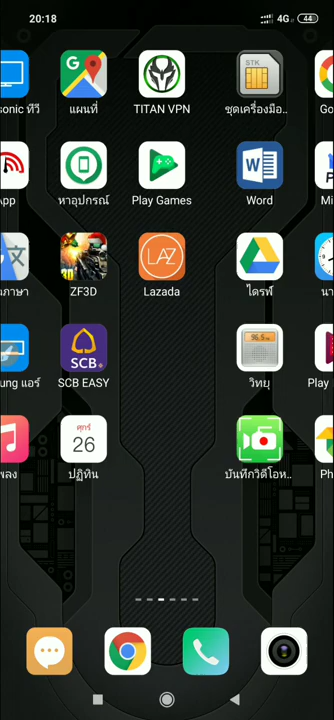 20:18
4G
44
sonic ทีวี
แผนที่
TITAN VPN
STK
ชุดเครื่องมือ..
Go
App
หาอุปกรณ์
Play Games
W
Word
Mi
นภาษา
ZF3D
LAZ
Lazada
ไดรฟ์
นา
ung แอร์
SCB EASY
96.5
วิทยุ
Play
พลง
ศุกร์
26
ปฏิทิน
บันทึกวิดีโอห..
Ph